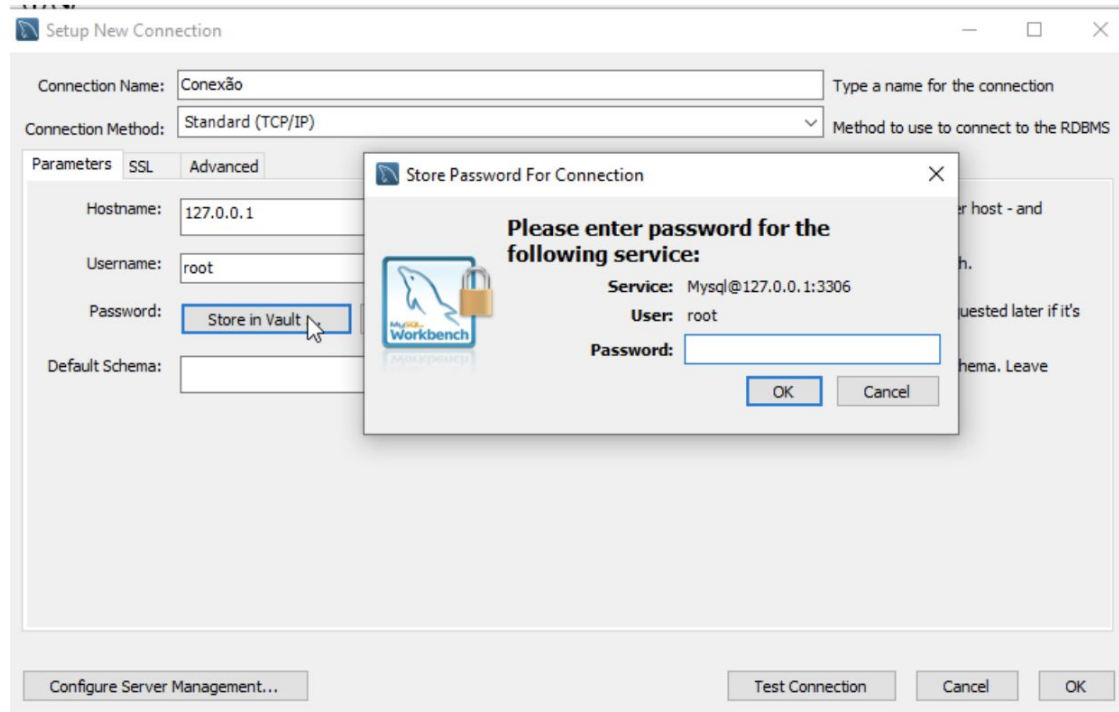 Setup New Connection
Connection Name: Conexão Type a name for the connection
Connection Method: Standard (TCP/IP) Method to use to connect to the RDBMS
Parameters SSL Advanced
Store Password For Connection
Hostname: 127.0.0.1 host - and
Please enter password for the
following service:
Username: root
Service: Mysql@127.0.0.1:3306
Password: Store in Vault later if it's
User: root
MySQL
Workbench
Password:
Default Schema: Leave
OK Cancel
Configure Server Management... Test Connection Cancel OK